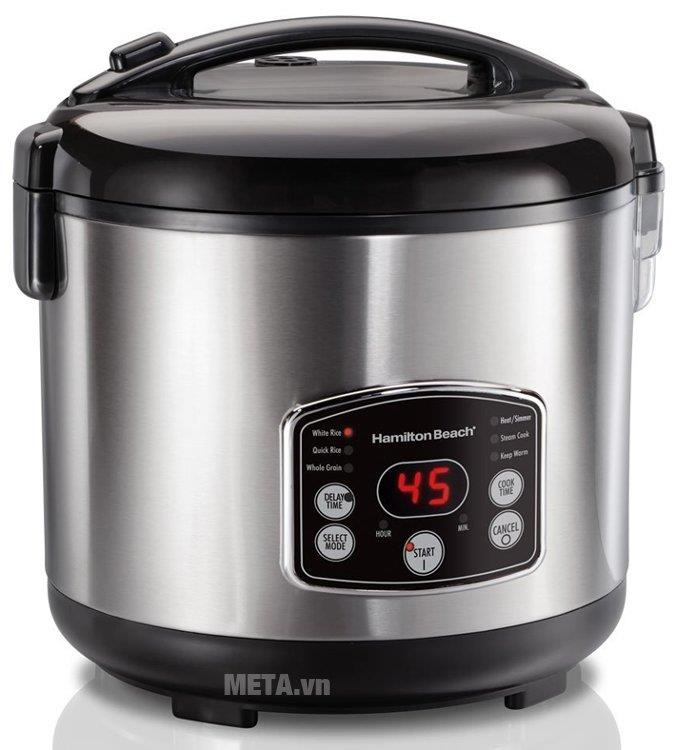 Hamilton Beach®
White Rice
Quick Rice
Whole Grain
Heat/Simmer
Steam Cook
Keep Warm
45
DELAY
TIME
COOK
TIME
SELECT
MODE
HOUR
MIN.
START
I
CANCEL
O
META.vn